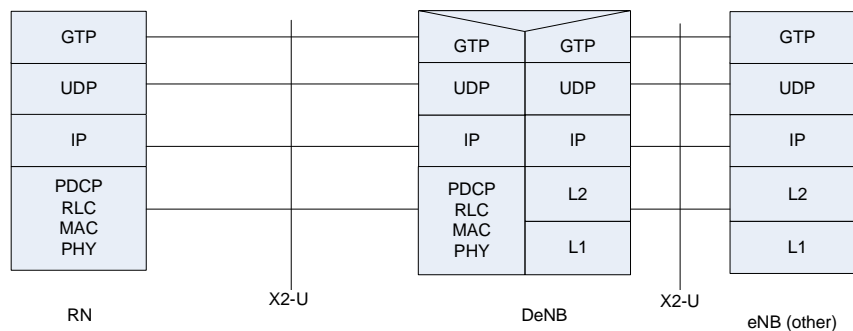 GTP
UDP
IP
PDCP
RLC
MAC
PHY
RN
X2-U
GTP
GTP
UDP
UDP
IP
IP
PDCP
RLC
MAC
PHY
L2
L1
DeNB
X2-U
GTP
UDP
IP
L2
L1
eNB (other)